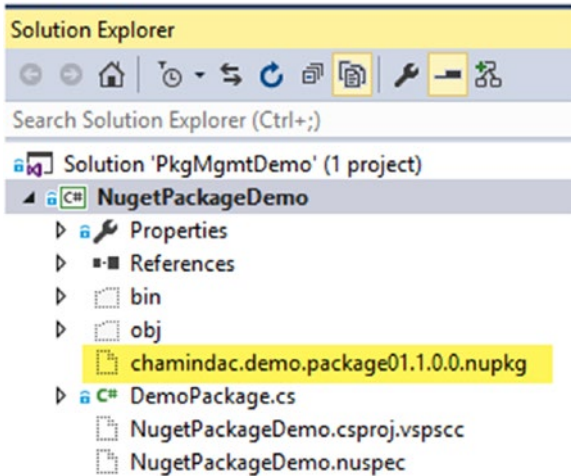 Solution Explorer
Search Solution Explorer (Ctrl+;)
Solution 'PkgMgmtDemo' (1 project)
C# NugetPackageDemo
Properties
References
bin
obj
chamindac.demo.package01.1.0.0.nupkg
C# DemoPackage.cs
NugetPackageDemo.csproj.vspscc
NugetPackageDemo.nuspec